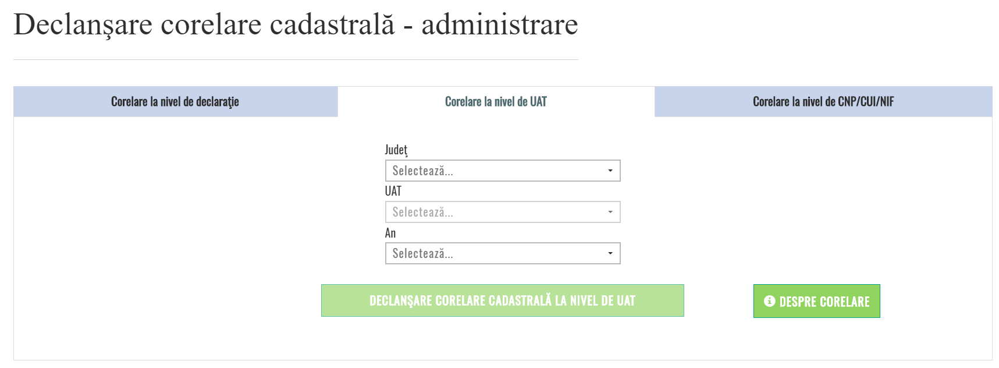 Declanşare corelare cadastrală - administrare
Corelare la nivel de declaraţie
Corelare la nivel de UAT
Corelare la nivel de CNP/CUI/NIF
Judeţ
Selectează...
UAT
Selectează...
An
Selectează...
DECLANŞARE CORELARE CADASTRALĂ LA NIVEL DE UAT
DESPRE CORELARE